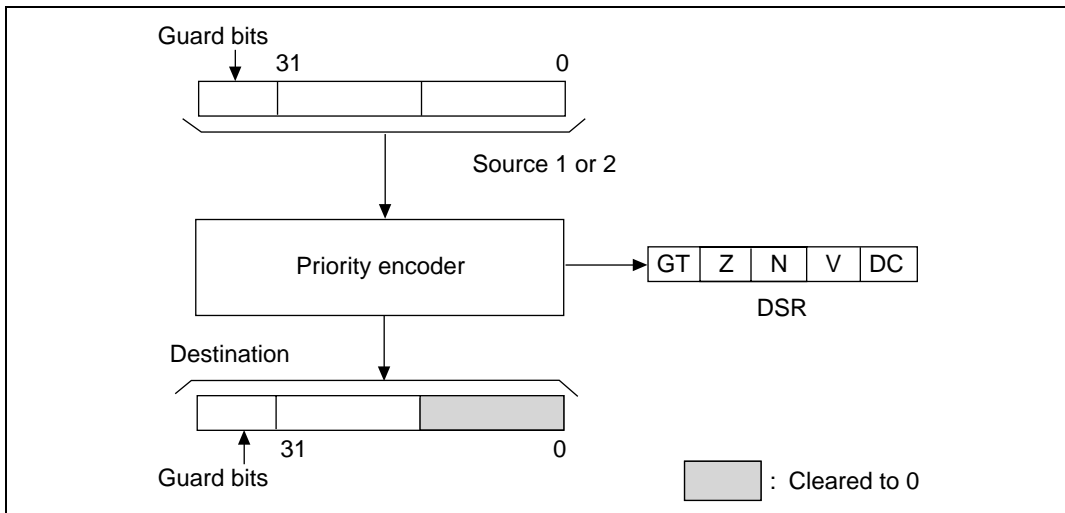 Guard bits
31 0
Source 1 or 2
Priority encoder
GT Z N V DC
DSR
Destination
31 0
Guard bits
: Cleared to 0